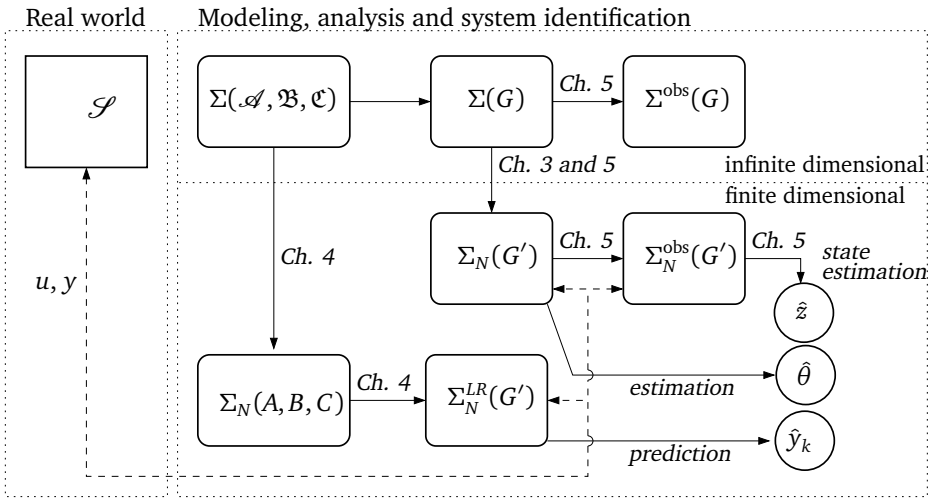 Real world
Modeling, analysis and system identification
𝒮
Σ(𝒜, 𝔅, ℭ)
Σ(G)
Ch. 5
Σ^obs(G)
Ch. 3 and 5
infinite dimensional
finite dimensional
Ch. 4
Σ_N(G′)
Ch. 5
Σ_N^obs(G′)
Ch. 5
state
estimation
u, y
ẑ
Σ_N(A, B, C)
Ch. 4
Σ_N^LR(G′)
estimation
θ̂
prediction
ŷ_k